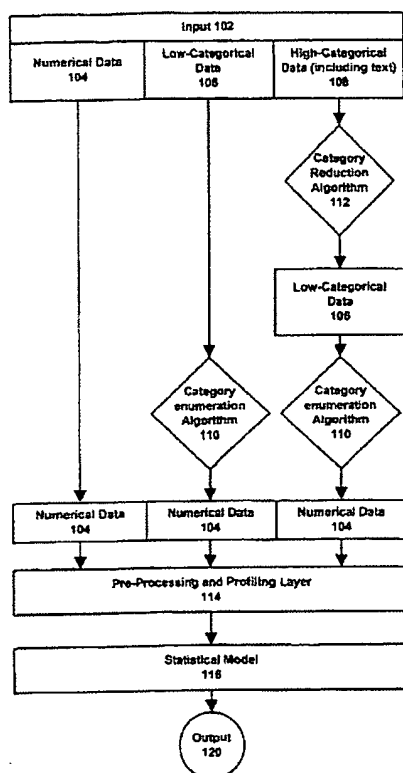 Input 102
Numerical Data
104
Low-Categorical
Data
106
High-Categorical
Data (including text)
108
Category
Reduction
Algorithm
112
Low-Categorical
Data
106
Category
enumeration
Algorithm
110
Category
enumeration
Algorithm
110
Numerical Data
104
Numerical Data
104
Numerical Data
104
Pre-Processing and Profiling Layer
114
Statistical Model
116
Output
120